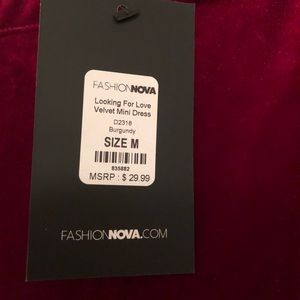 FASHIONNOVA
Looking For Love
Velvet Mini Dress
D2318
Burgundy
SIZE M
835882
MSRP : $ 29.99
FASHIONNOVA.COM